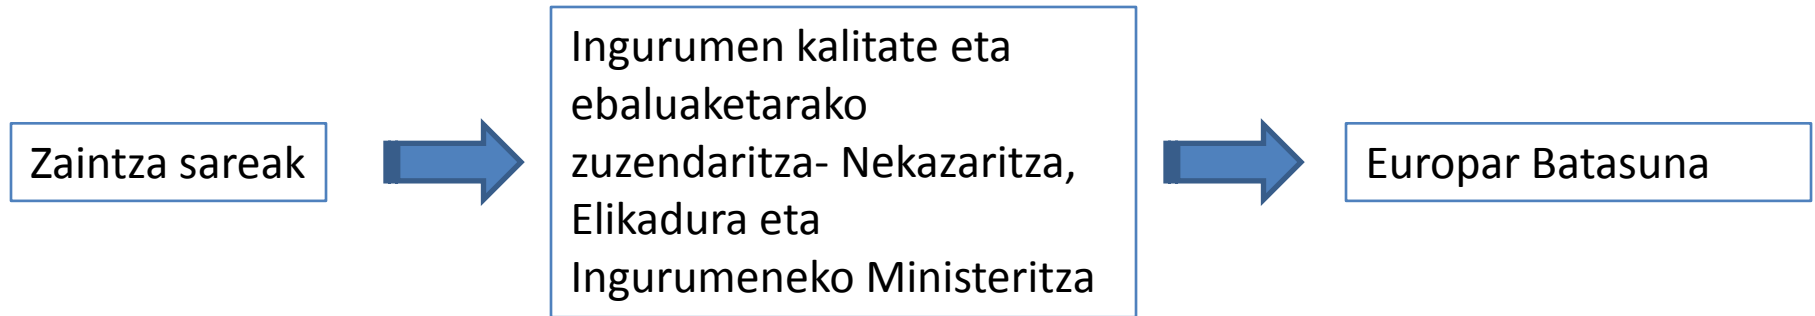 Zaintza sareak
Ingurumen kalitate eta
ebaluaketarako
zuzendaritza- Nekazaritza,
Elikadura eta
Ingurumeneko Ministeritza
Europar Batasuna